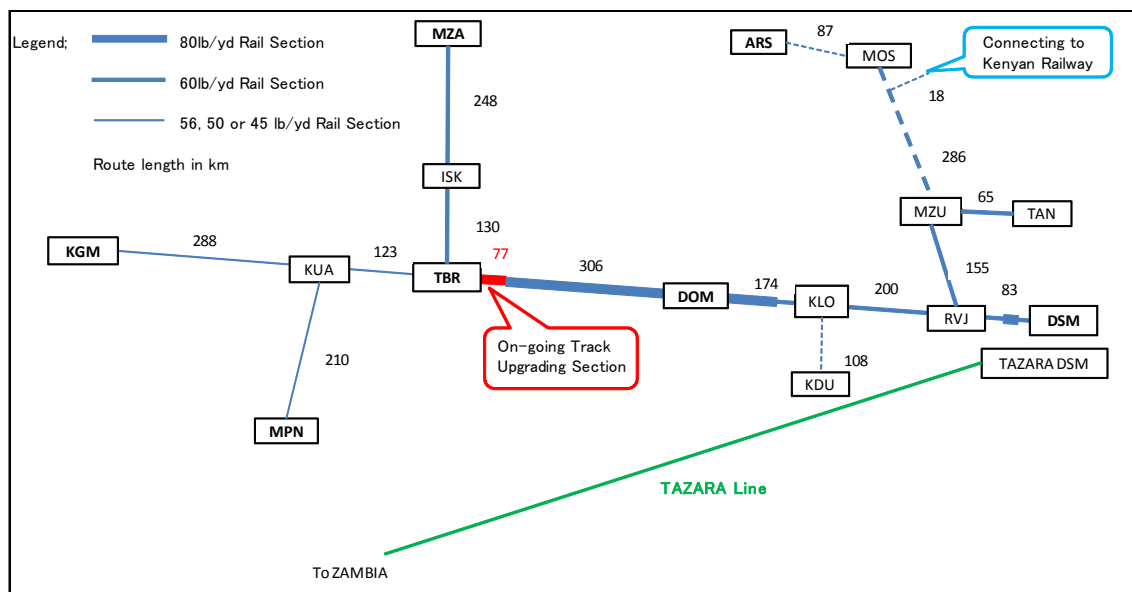 Legend;
80lb/yd Rail Section
60lb/yd Rail Section
56, 50 or 45 lb/yd Rail Section
Route length in km
MZA
248
ISK
130
ARS
87
MOS
Connecting to
Kenyan Railway
18
286
MZU
65
TAN
155
KGM
288
KUA
123
TBR
77
306
DOM
174
KLO
200
RVJ
83
DSM
On-going Track
Upgrading Section
210
MPN
108
KDU
TAZARA DSM
TAZARA Line
To ZAMBIA